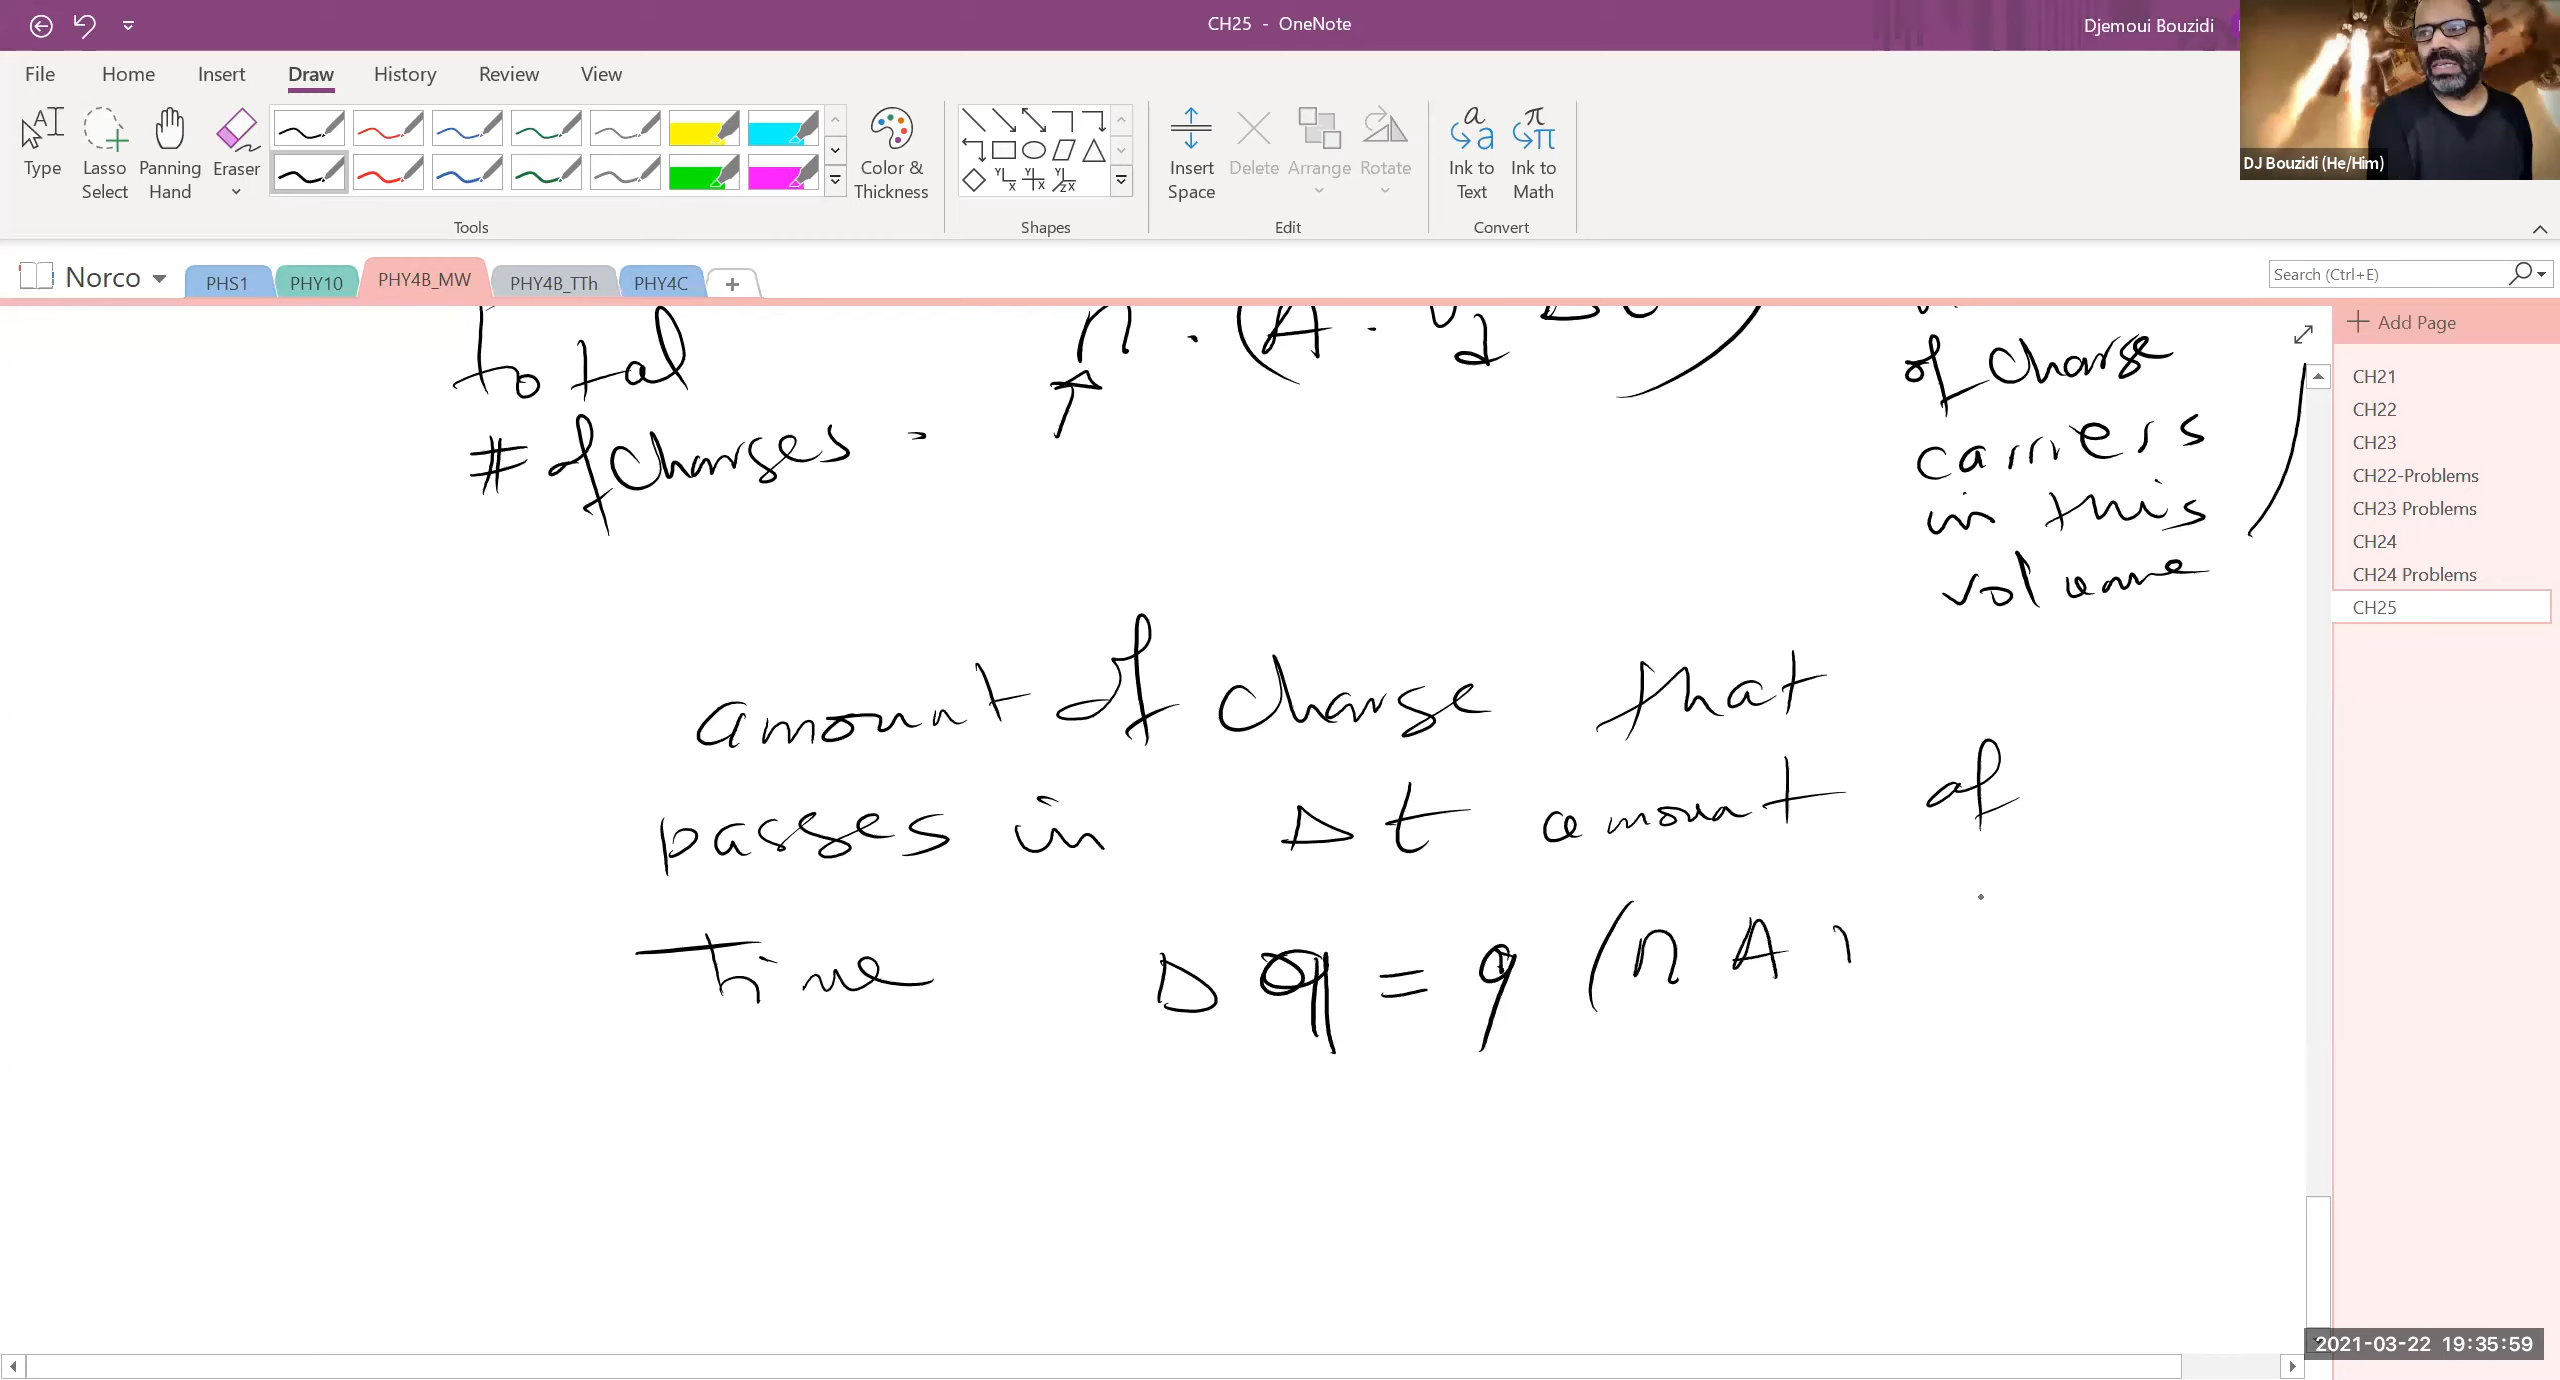 CH25 - OneNote
Djemoui Bouzidi
File Home Insert Draw History Review View
Type
Lasso Select
Panning Hand
Eraser
Color & Thickness
Insert Space
Delete
Arrange
Rotate
Ink to Text
Ink to Math
Tools
Shapes
Edit
Convert
DJ Bouzidi (He/Him)
Norco
PHS1 PHY10 PHY4B_MW PHY4B_TTh PHY4C +
Search (Ctrl+E)
Add Page
CH21
CH22
CH23
CH22-Problems
CH23 Problems
CH24
CH24 Problems
CH25
total
# of charges =
of charge
carriers
in this
volume
amount of charge that
passes in Δt amount of
time Δq = q (n A
2021-03-22 19:35:59